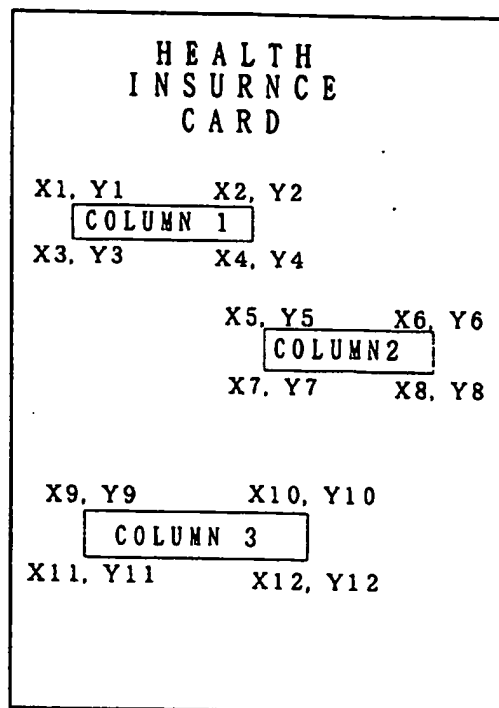 HEALTH
INSURNCE
CARD
X1, Y1 X2, Y2
COLUMN 1
X3, Y3 X4, Y4
X5, Y5 X6, Y6
COLUMN2
X7, Y7 X8, Y8
X9, Y9 X10, Y10
COLUMN 3
X11, Y11 X12, Y12